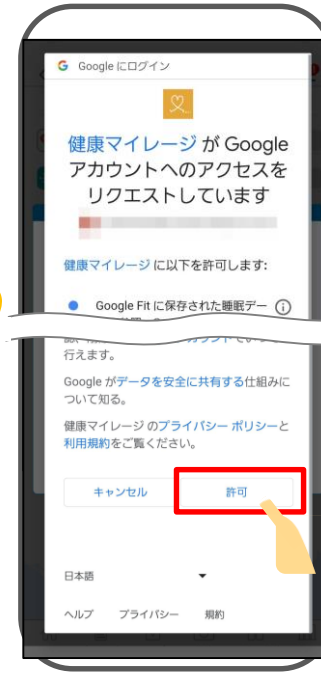 Google にログイン
健康マイレージ が Google
アカウントへのアクセスを
リクエストしています
健康マイレージ に以下を許可します:
Google Fit に保存された睡眠デー
行えます。
Google がデータを安全に共有する仕組みに
ついて知る。
健康マイレージ のプライバシー ポリシーと
利用規約をご覧ください。
キャンセル 許可
日本語
ヘルプ プライバシー 規約